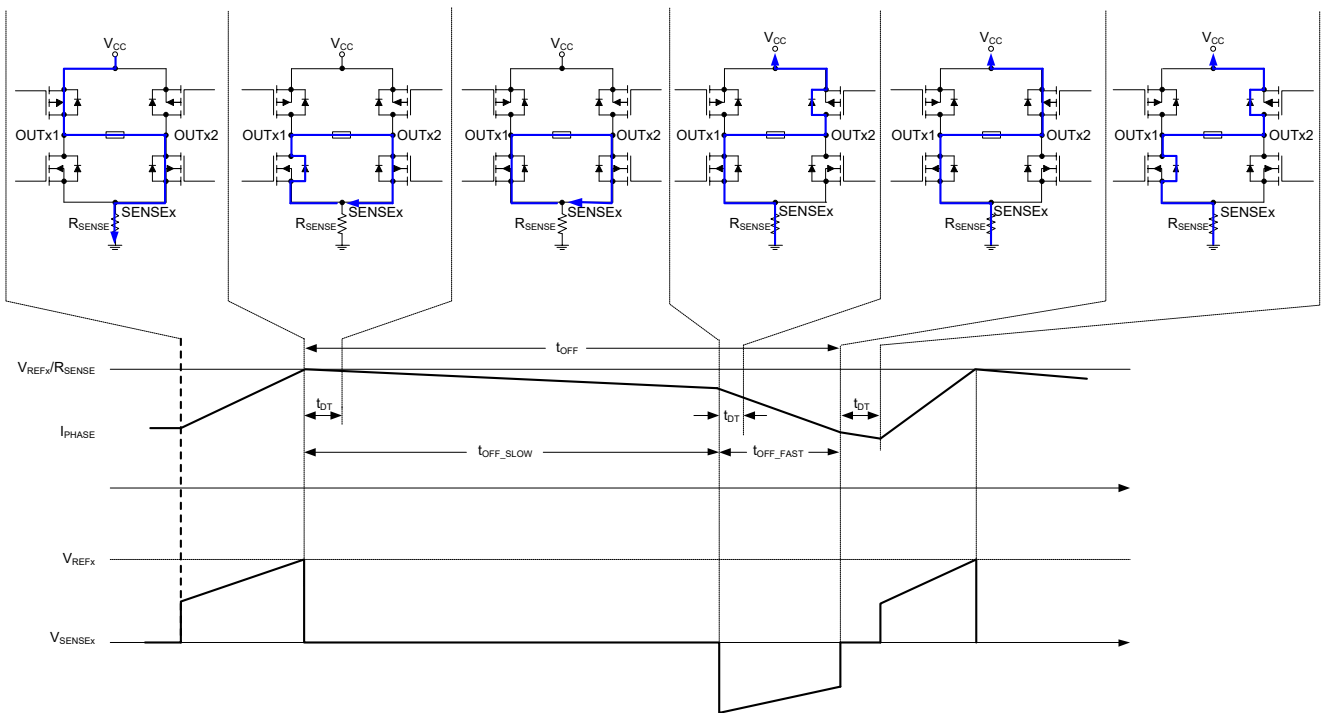 VCC VCC VCC VCC VCC VCC
OUTx1 OUTx2 OUTx1 OUTx2 OUTx1 OUTx2 OUTx1 OUTx2 OUTx1 OUTx2 OUTx1 OUTx2
SENSEx SENSEx SENSEx SENSEx SENSEx SENSEx
RSENSE RSENSE RSENSE RSENSE RSENSE RSENSE
tOFF
VREFx/RSENSE
tDT tDT tDT
IPHASE
tOFF_SLOW tOFF_FAST
VREFx
VSENSEx